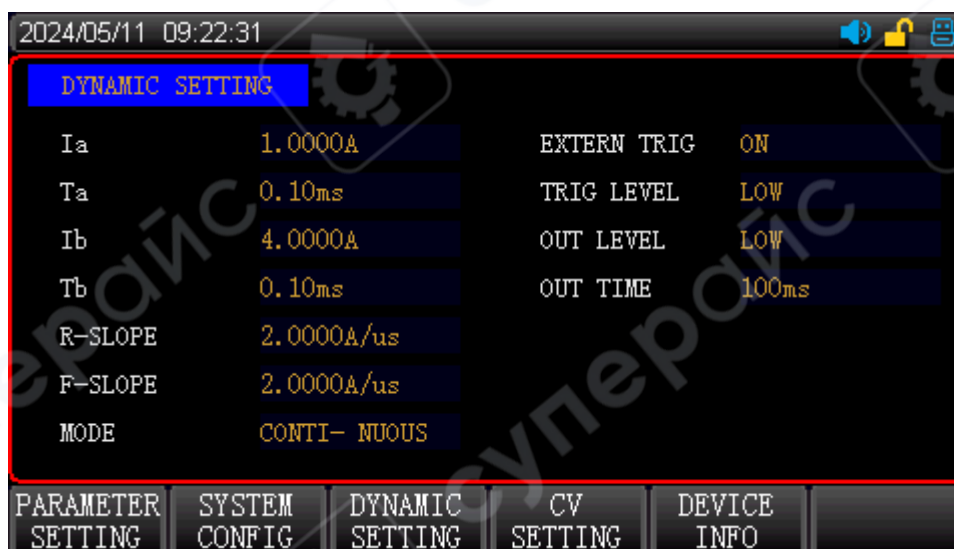 2024/05/11 09:22:31
DYNAMIC SETTING
Ia 1.0000A EXTERN TRIG ON
Ta 0.10ms TRIG LEVEL LOW
Ib 4.0000A OUT LEVEL LOW
Tb 0.10ms OUT TIME 100ms
R-SLOPE 2.0000A/us
F-SLOPE 2.0000A/us
MODE CONTI- NUOUS
PARAMETER SYSTEM DYNAMIC CV DEVICE
SETTING CONFIG SETTING SETTING INFO
суперайс